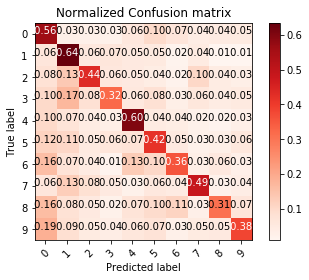 Normalized Confusion matrix
0 0.56 0.03 0.03 0.03 0.06 0.10 0.07 0.04 0.04 0.05
1 0.06 0.64 0.06 0.07 0.05 0.05 0.02 0.04 0.01 0.01
2 0.08 0.13 0.44 0.06 0.05 0.04 0.02 0.10 0.04 0.03
3 0.10 0.17 0.08 0.32 0.06 0.08 0.03 0.06 0.04 0.05
4 0.10 0.07 0.04 0.03 0.60 0.04 0.04 0.02 0.02 0.03
5 0.12 0.11 0.05 0.06 0.07 0.42 0.05 0.03 0.03 0.06
6 0.16 0.07 0.04 0.01 0.13 0.10 0.36 0.02 0.06 0.03
7 0.06 0.13 0.08 0.05 0.03 0.06 0.04 0.49 0.03 0.04
8 0.16 0.08 0.05 0.02 0.07 0.10 0.11 0.03 0.31 0.07
9 0.19 0.09 0.05 0.04 0.06 0.07 0.03 0.05 0.05 0.38
0 1 2 3 4 5 6 7 8 9
True label
Predicted label
0.6
0.5
0.4
0.3
0.2
0.1